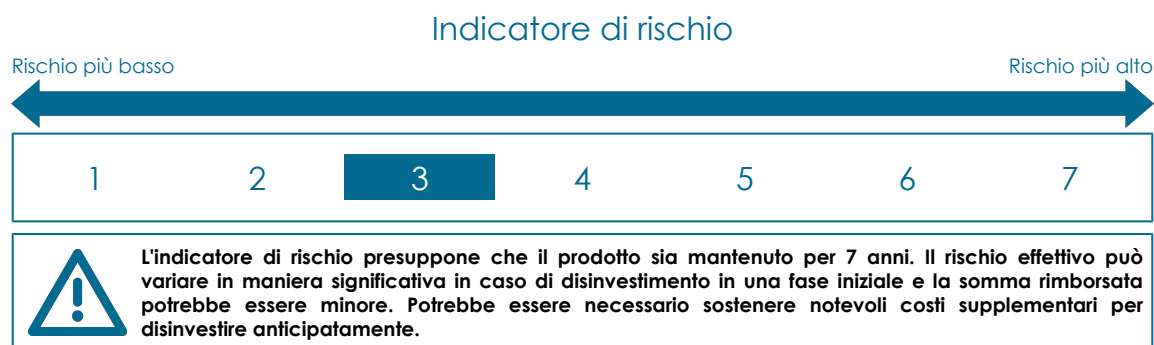 Indicatore di rischio
Rischio più basso
Rischio più alto
1 2 3 4 5 6 7
L'indicatore di rischio presuppone che il prodotto sia mantenuto per 7 anni. Il rischio effettivo può
variare in maniera significativa in caso di disinvestimento in una fase iniziale e la somma rimborsata
potrebbe essere minore. Potrebbe essere necessario sostenere notevoli costi supplementari per
disinvestire anticipatamente.